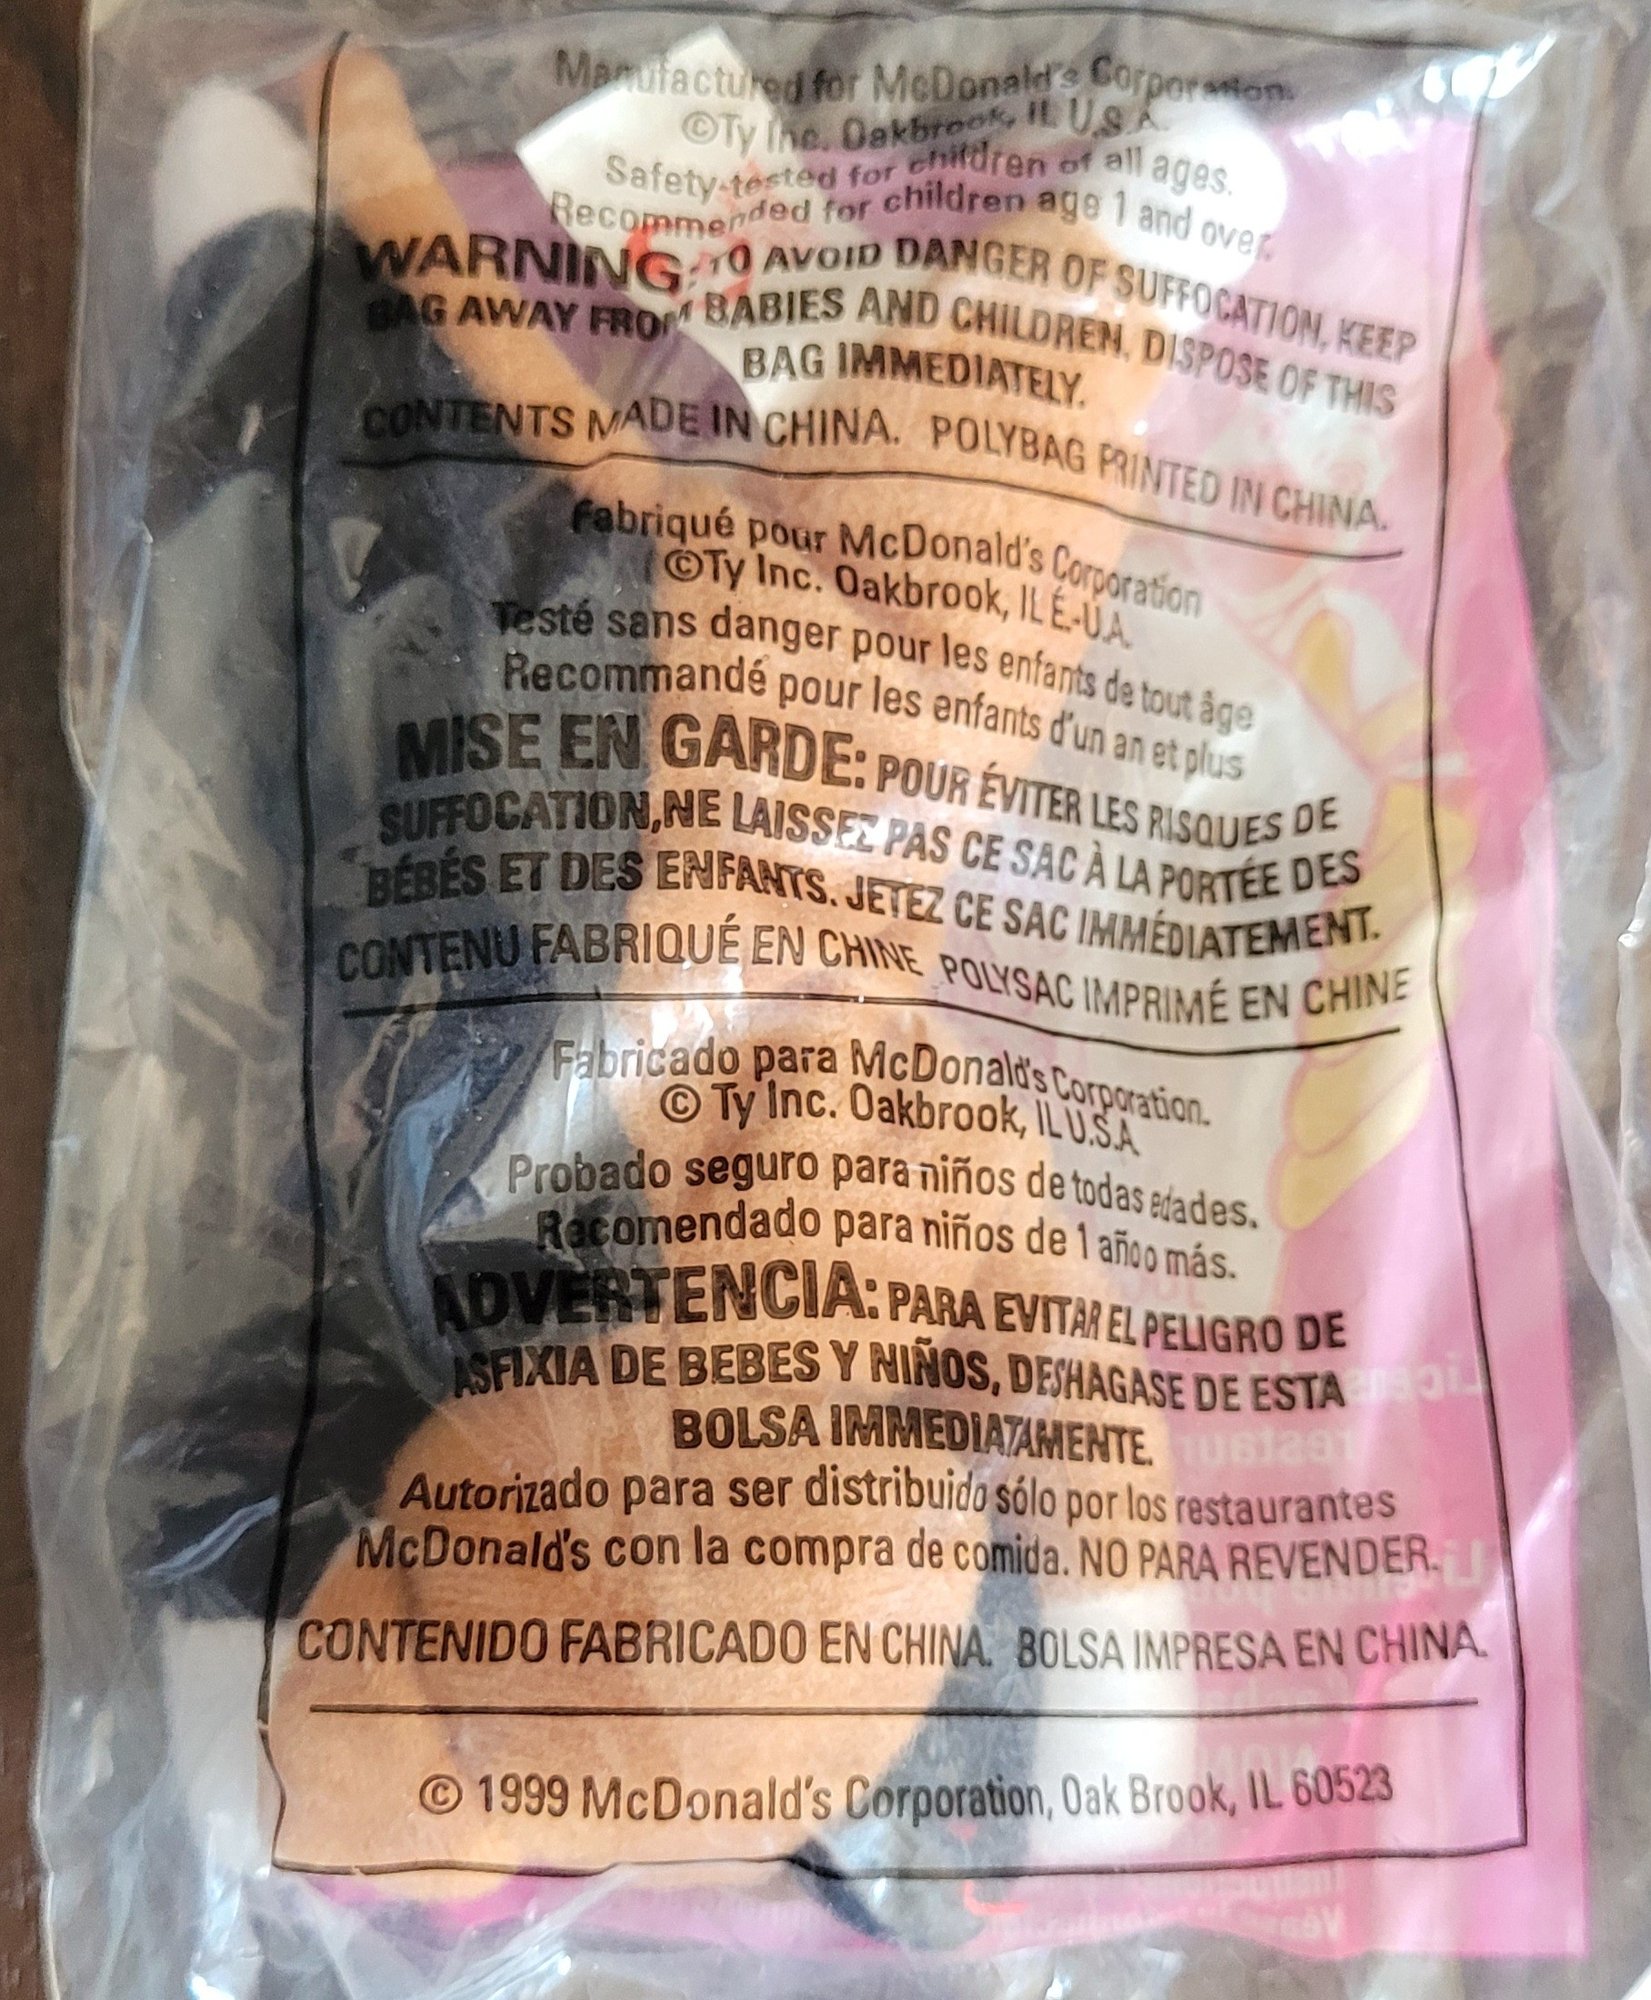 Manufactured for McDonald's Corporation.
©Ty Inc. Oakbrook, IL U.S.A.
Safety-tested for children of all ages.
Recommended for children age 1 and over.
WARNING: TO AVOID DANGER OF SUFFOCATION, KEEP
BAG AWAY FROM BABIES AND CHILDREN. DISPOSE OF THIS
BAG IMMEDIATELY.
CONTENTS MADE IN CHINA. POLYBAG PRINTED IN CHINA.
Fabriqué pour McDonald's Corporation
©Ty Inc. Oakbrook, IL É.-U.A.
Testé sans danger pour les enfants de tout âge
Recommandé pour les enfants d'un an et plus
MISE EN GARDE: POUR ÉVITER LES RISQUES DE
SUFFOCATION,NE LAISSEZ PAS CE SAC À LA PORTÉE DES
BÉBÉS ET DES ENFANTS. JETEZ CE SAC IMMÉDIATEMENT.
CONTENU FABRIQUÉ EN CHINE POLYSAC IMPRIMÉ EN CHINE
Fabricado para McDonald's Corporation.
© Ty Inc. Oakbrook, IL U.S.A
Probado seguro para niños de todas edades.
Recomendado para niños de 1 año o más.
ADVERTENCIA: PARA EVITAR EL PELIGRO DE
ASFIXIA DE BEBES Y NIÑOS, DESHAGASE DE ESTA
BOLSA IMMEDIATAMENTE.
Autorizado para ser distribuido sólo por los restaurantes
McDonald's con la compra de comida. NO PARA REVENDER.
CONTENIDO FABRICADO EN CHINA. BOLSA IMPRESA EN CHINA.
© 1999 McDonald's Corporation, Oak Brook, IL 60523